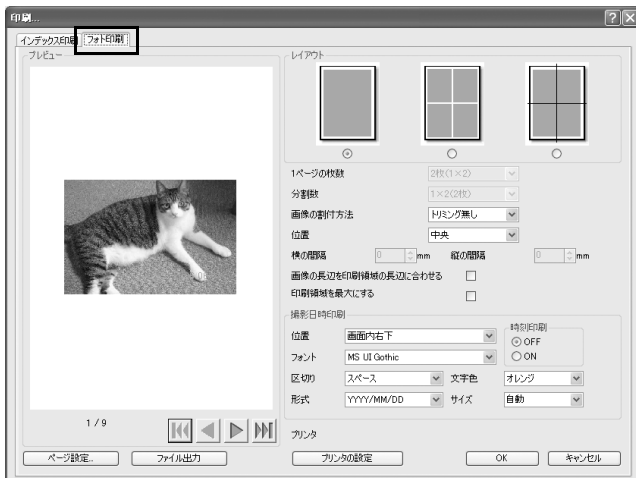 印刷...
インデックス印刷
フォト印刷
プレビュー
1 / 9
ページ設定..
ファイル出力
レイアウト
1ページの枚数
2枚(1×2)
分割数
1×2(2枚)
画像の割付方法
トリミング無し
位置
中央
横の間隔
0
mm
縦の間隔
0
mm
画像の長辺を印刷領域の長辺に合わせる
印刷領域を最大にする
撮影日時印刷
位置
画面内右下
フォント
MS UI Gothic
区切り
スペース
文字色
オレンジ
形式
YYYY/MM/DD
サイズ
自動
時刻印刷
OFF
ON
プリンタ
プリンタの設定
OK
キャンセル